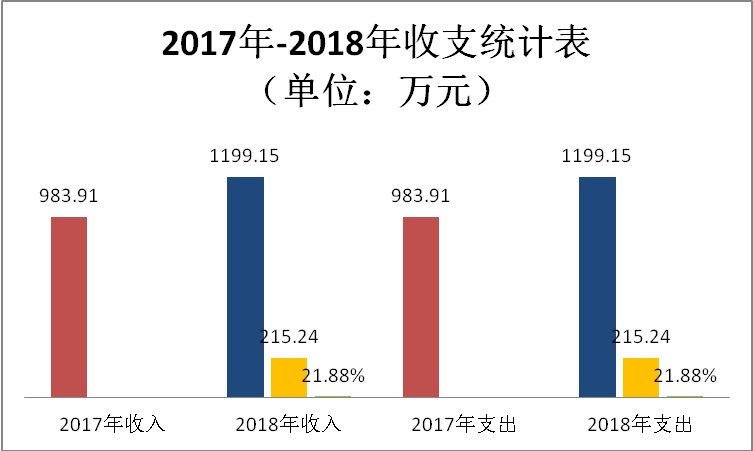 2017年-2018年收支统计表
（单位：万元）
1199.15
1199.15
983.91
983.91
215.24
215.24
21.88%
21.88%
2017年收入
2018年收入
2017年支出
2018年支出